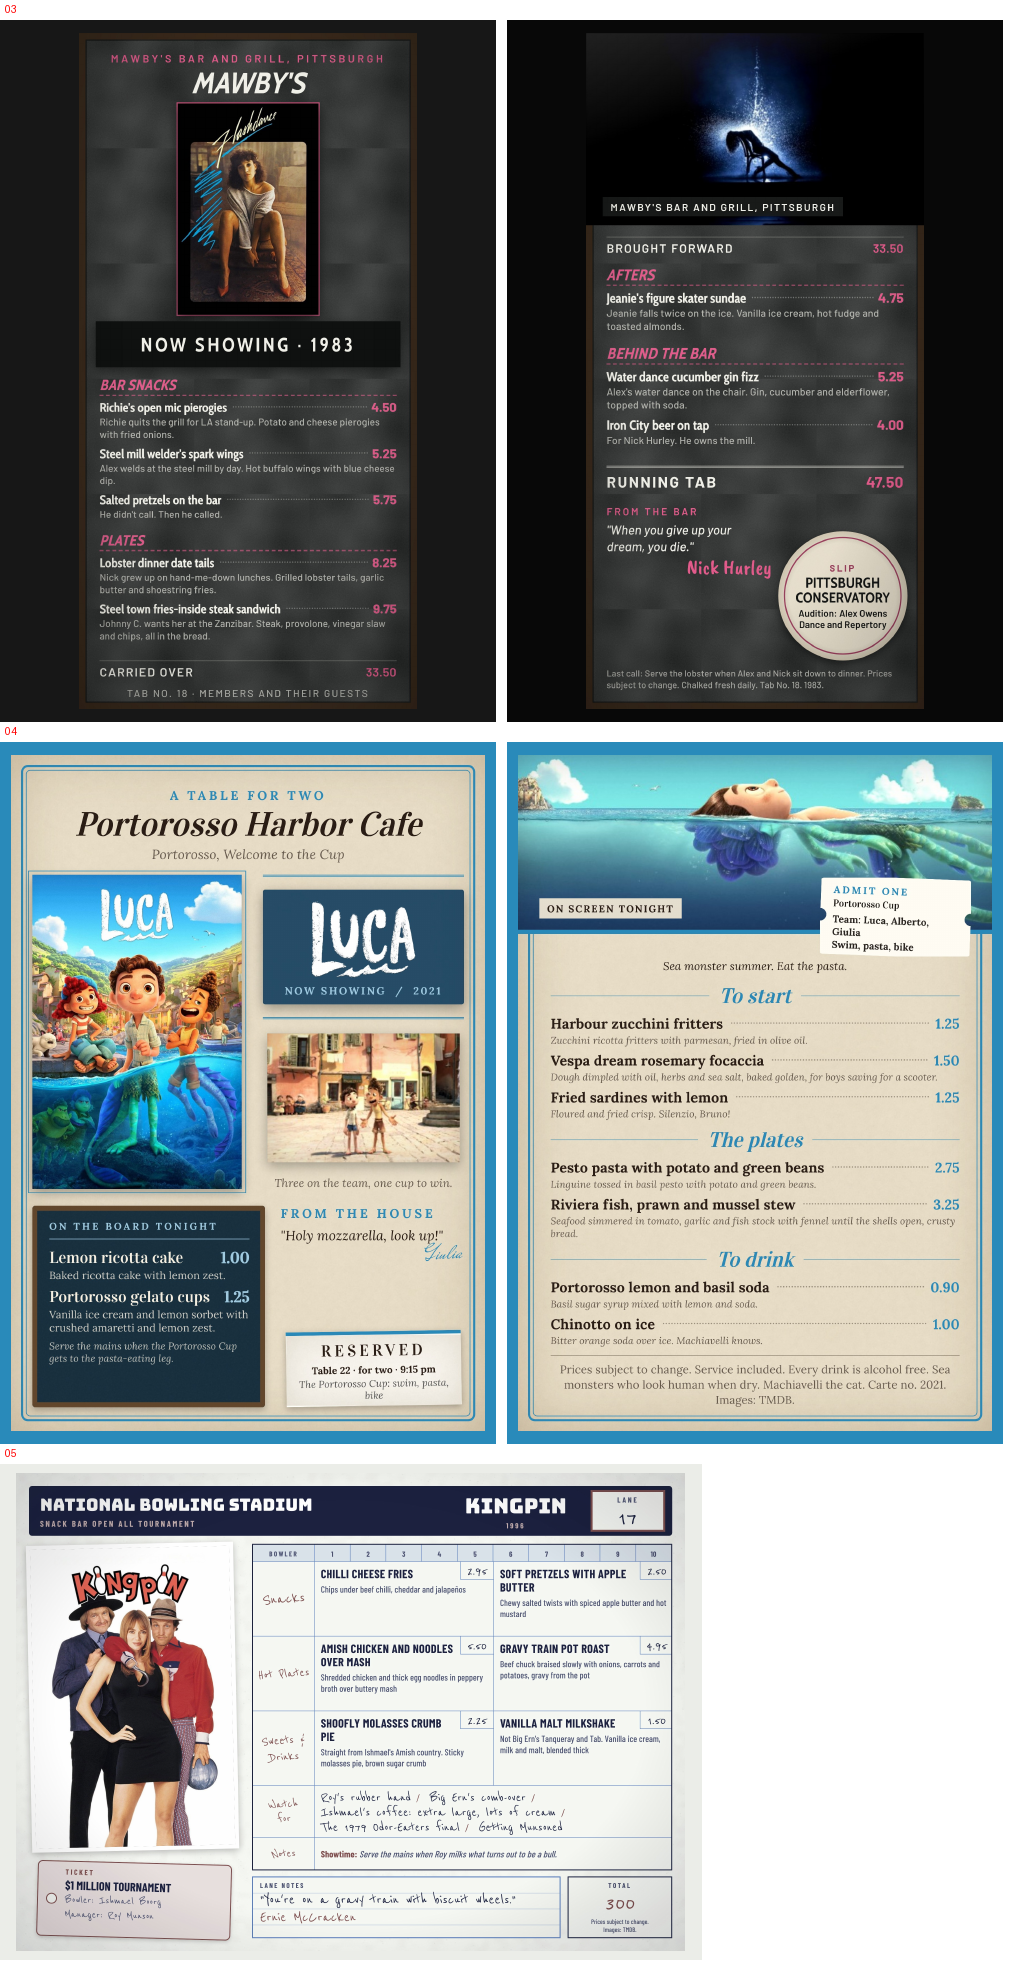 03
MAWBY'S BAR AND GRILL, PITTSBURGH
MAWBY'S
Flashdance
NOW SHOWING · 1983
BAR SNACKS
Richie's open mic pierogies 4.50
Richie quits the grill for LA stand-up. Potato and cheese pierogies
with fried onions.
Steel mill welder's spark wings 5.25
Alex welds at the steel mill by day. Hot buffalo wings with blue cheese
dip.
Salted pretzels on the bar 5.75
He didn't call. Then he called.
PLATES
Lobster dinner date tails 8.25
Nick grew up on hand-me-down lunches. Grilled lobster tails, garlic
butter and shoestring fries.
Steel town fries-inside steak sandwich 9.75
Johnny C. wants her at the Zanzibar. Steak, provolone, vinegar slaw
and chips, all in the bread.
CARRIED OVER 33.50
TAB NO. 18 · MEMBERS AND THEIR GUESTS
MAWBY'S BAR AND GRILL, PITTSBURGH
BROUGHT FORWARD 33.50
AFTERS
Jeanie's figure skater sundae 4.75
Jeanie falls twice on the ice. Vanilla ice cream, hot fudge and
toasted almonds.
BEHIND THE BAR
Water dance cucumber gin fizz 5.25
Alex's water dance on the chair. Gin, cucumber and elderflower,
topped with soda.
Iron City beer on tap 4.00
For Nick Hurley. He owns the mill.
RUNNING TAB 47.50
FROM THE BAR
"When you give up your
dream, you die."
Nick Hurley
SLIP
PITTSBURGH
CONSERVATORY
Audition: Alex Owens
Dance and Repertory
Last call: Serve the lobster when Alex and Nick sit down to dinner. Prices
subject to change. Chalked fresh daily. Tab No. 18. 1983.
04
A TABLE FOR TWO
Portorosso Harbor Cafe
Portorosso, Welcome to the Cup
LUCA
LUCA
NOW SHOWING / 2021
Three on the team, one cup to win.
ON THE BOARD TONIGHT
Lemon ricotta cake 1.00
Baked ricotta cake with lemon zest.
Portorosso gelato cups 1.25
Vanilla ice cream and lemon sorbet with
crushed amaretti and lemon zest.
Serve the mains when the Portorosso Cup
gets to the pasta-eating leg.
FROM THE HOUSE
"Holy mozzarella, look up!"
Giulia
RESERVED
Table 22 · for two · 9:15 pm
The Portorosso Cup: swim, pasta,
bike
ON SCREEN TONIGHT
ADMIT ONE
Portorosso Cup
Team: Luca, Alberto,
Giulia
Swim, pasta, bike
Sea monster summer. Eat the pasta.
To start
Harbour zucchini fritters 1.25
Zucchini ricotta fritters with parmesan, fried in olive oil.
Vespa dream rosemary focaccia 1.50
Dough dimpled with oil, herbs and sea salt, baked golden, for boys saving for a scooter.
Fried sardines with lemon 1.25
Floured and fried crisp. Silenzio, Bruno!
The plates
Pesto pasta with potato and green beans 2.75
Linguine tossed in basil pesto with potato and green beans.
Riviera fish, prawn and mussel stew 3.25
Seafood simmered in tomato, garlic and fish stock with fennel until the shells open, crusty
bread.
To drink
Portorosso lemon and basil soda 0.90
Basil sugar syrup mixed with lemon and soda.
Chinotto on ice 1.00
Bitter orange soda over ice. Machiavelli knows.
Prices subject to change. Service included. Every drink is alcohol free. Sea
monsters who look human when dry. Machiavelli the cat. Carte no. 2021.
Images: TMDB.
05
NATIONAL BOWLING STADIUM
SNACK BAR OPEN ALL TOURNAMENT
KINGPIN
1996
LANE
17
Kingpin
TICKET
$1 MILLION TOURNAMENT
Bowler: Ishmael Boorg
Manager: Roy Munson
BOWLER 1 2 3 4 5 6 7 8 9 10
Snacks
CHILLI CHEESE FRIES 2.95
Chips under beef chilli, cheddar and jalapeños
SOFT PRETZELS WITH APPLE 2.50
BUTTER
Chewy salted twists with spiced apple butter and hot
mustard
Hot Plates
AMISH CHICKEN AND NOODLES 5.50
OVER MASH
Shredded chicken and thick egg noodles in peppery
broth over buttery mash
GRAVY TRAIN POT ROAST 4.95
Beef chuck braised slowly with onions, carrots and
potatoes, gravy from the pot
Sweets &
Drinks
SHOOFLY MOLASSES CRUMB 2.25
PIE
Straight from Ishmael's Amish country. Sticky
molasses pie, brown sugar crumb
VANILLA MALT MILKSHAKE 1.50
Not Big Ern's Tanqueray and Tab. Vanilla ice cream,
milk and malt, blended thick
Watch
for
Roy's rubber hand / Big Ern's comb-over /
Ishmael's coffee: extra large, lots of cream /
The 1979 Odor-Eaters final / Getting Munsoned
Notes
Showtime: Serve the mains when Roy milks what turns out to be a bull.
LANE NOTES
"You're on a gravy train with biscuit wheels."
Ernie McCracken
TOTAL
300
Prices subject to change.
Images: TMDB.